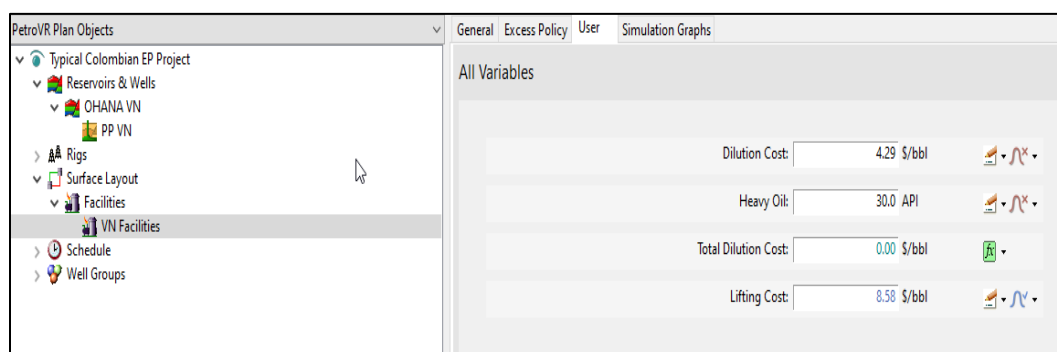 PetroVR Plan Objects
Typical Colombian EP Project
Reservoirs & Wells
OHANA VN
PP VN
Rigs
Surface Layout
Facilities
VN Facilities
Schedule
Well Groups
General Excess Policy User Simulation Graphs
All Variables
Dilution Cost: 4.29 $/bbl
Heavy Oil: 30.0 API
Total Dilution Cost: 0.00 $/bbl
fx
Lifting Cost: 8.58 $/bbl